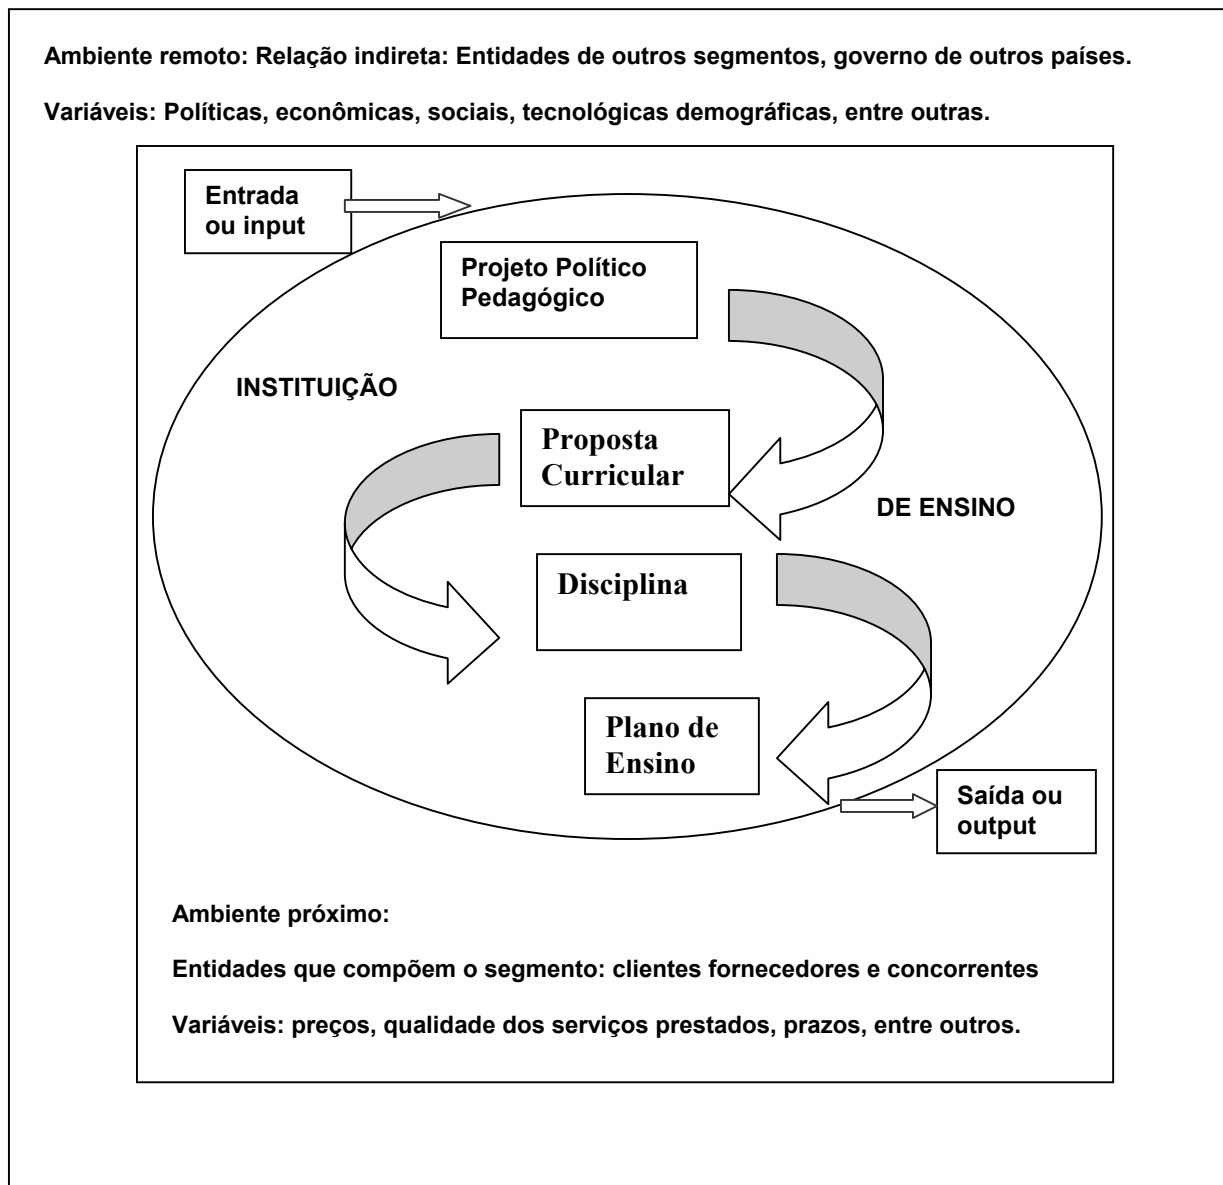 Ambiente remoto: Relação indireta: Entidades de outros segmentos, governo de outros países.
Variáveis: Políticas, econômicas, sociais, tecnológicas demográficas, entre outras.
Entrada
ou input
Projeto Político
Pedagógico
INSTITUIÇÃO
Proposta
Curricular
DE ENSINO
Disciplina
Plano de
Ensino
Saída ou
output
Ambiente próximo:
Entidades que compõem o segmento: clientes fornecedores e concorrentes
Variáveis: preços, qualidade dos serviços prestados, prazos, entre outros.